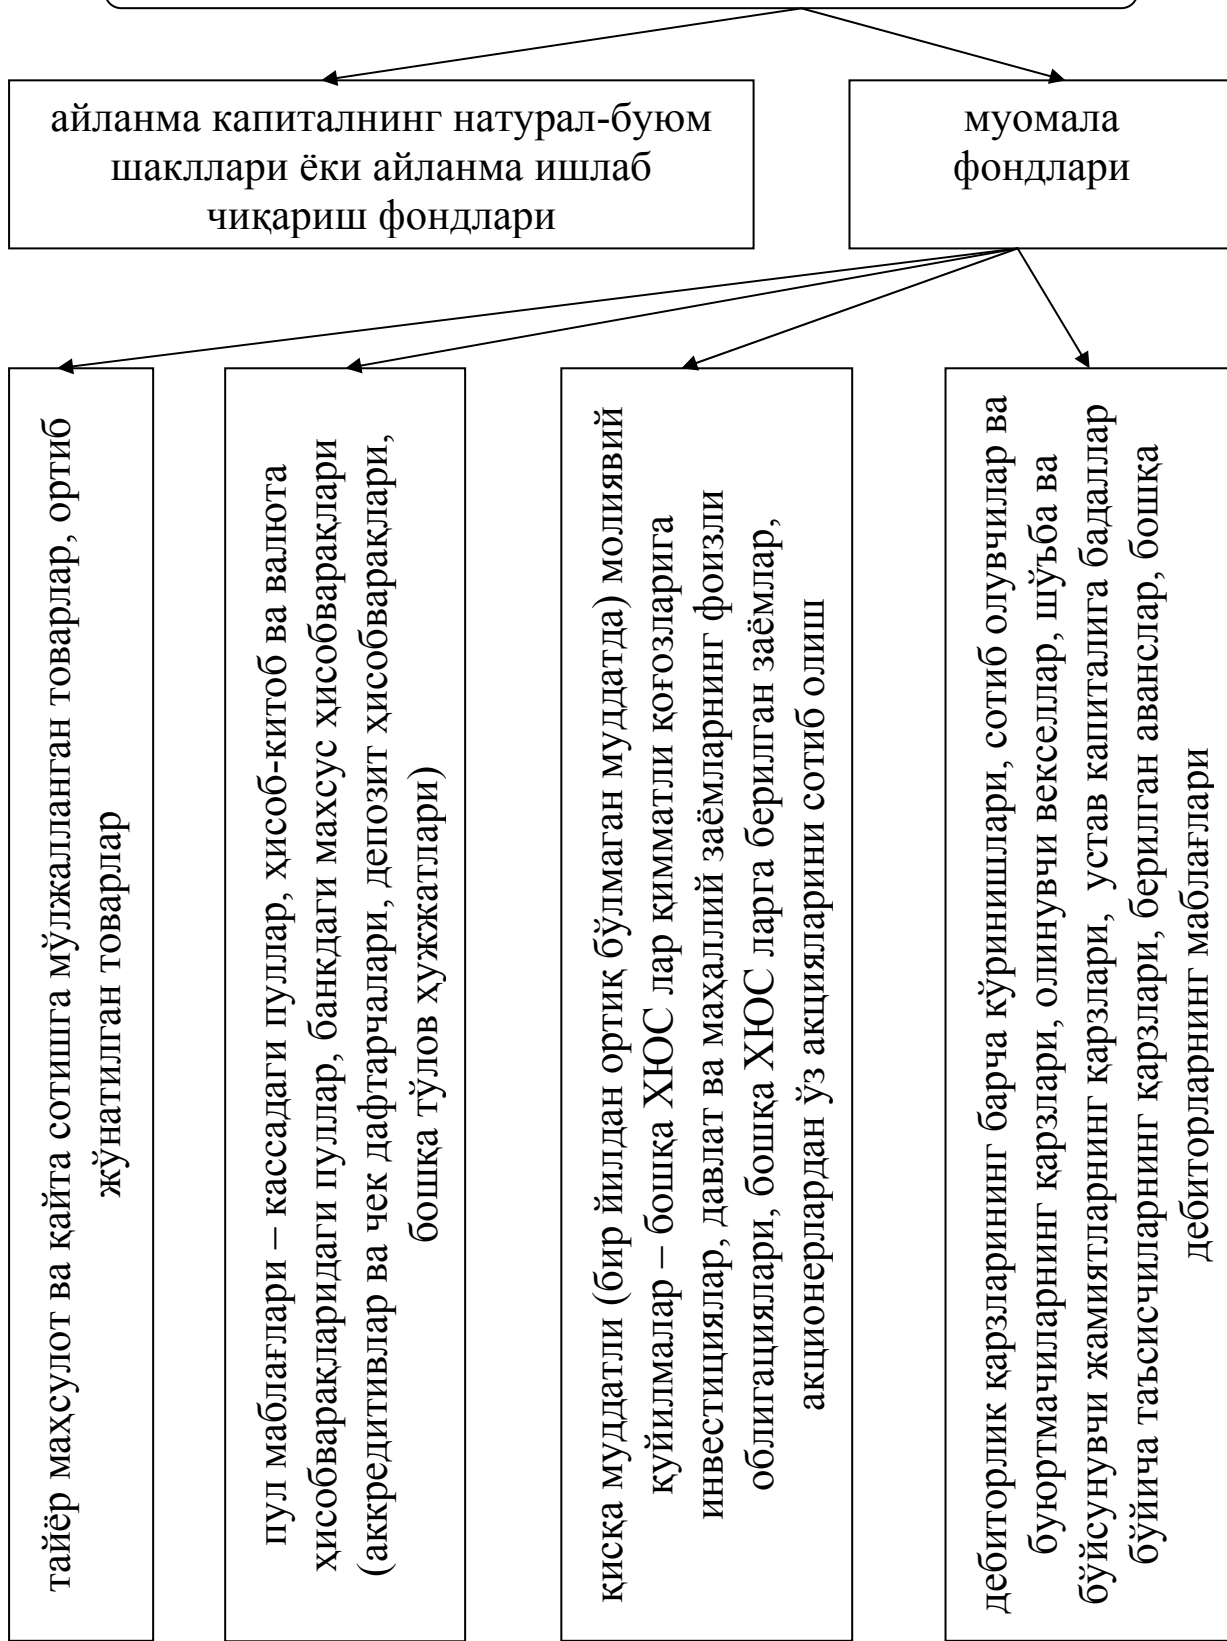 айланма капиталнинг натурал-буюм
шакллари ёки айланма ишлаб
чиқариш фондлари
муомала
фондлари
тайёр маҳсулот ва қайта сотишга мўлжалланган товарлар, ортиб
жўнатилган товарлар
пул маблағлари – кассадаги пуллар, ҳисоб-китоб ва валюта
ҳисобварақларидаги пуллар, банкдаги махсус ҳисобварақлари
(аккредитивлар ва чек дафтарчалари, депозит ҳисобварақлари,
бошқа тўлов ҳужжатлари)
қисқа муддатли (бир йилдан ортиқ бўлмаган муддатда) молиявий
қуйилмалар – бошқа ХЮС лар қимматли қоғозларига
инвестициялар, давлат ва маҳаллий заёмларнинг фоизли
облигациялари, бошқа ХЮС ларга берилган заёмлар,
акционерлардан ўз акцияларини сотиб олиш
дебиторлик қарзларининг барча кўринишлари, сотиб олувчилар ва
буюртмачиларнинг қарзлари, олинувчи векселлар, шўъба ва
бўйсунувчи жамиятларнинг қарзлари, устав капиталига бадаллар
бўйича таъсисчиларнинг қарзлари, берилган аванслар, бошқа
дебиторларнинг маблағлари